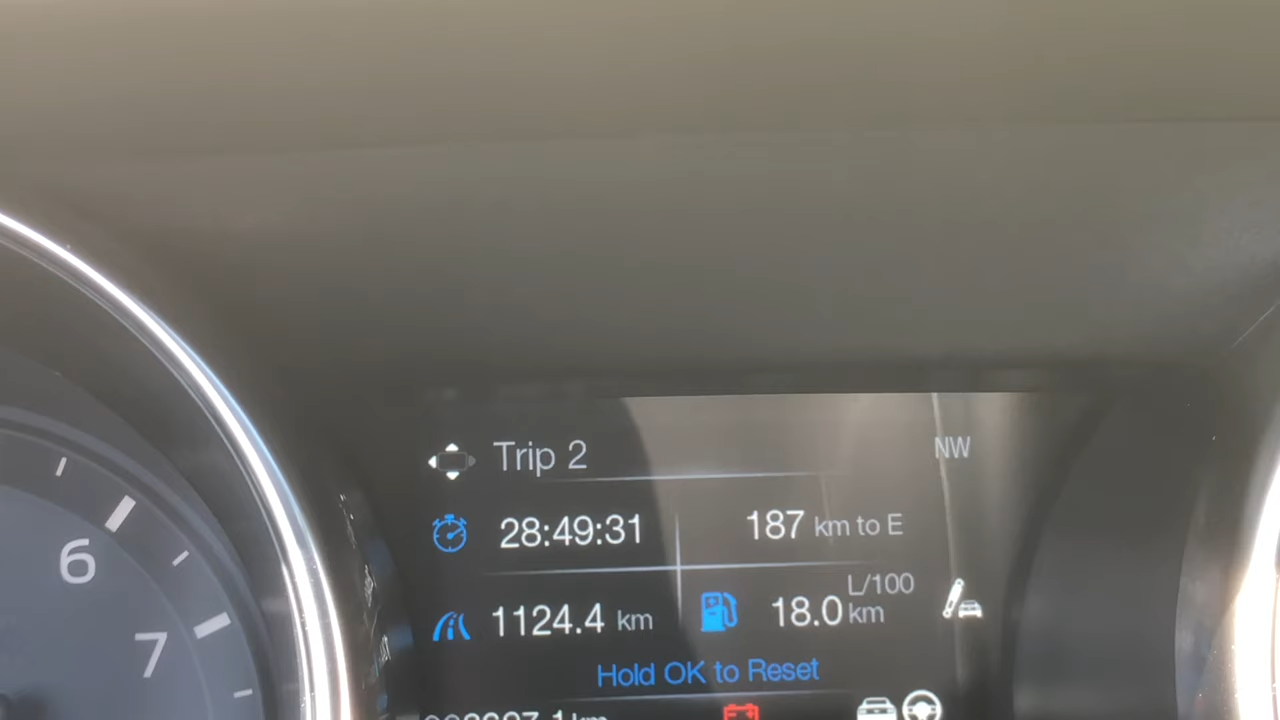 Trip 2
NW
28:49:31
187 km to E
1124.4 km
18.0 L/100 km
Hold OK to Reset
6
7